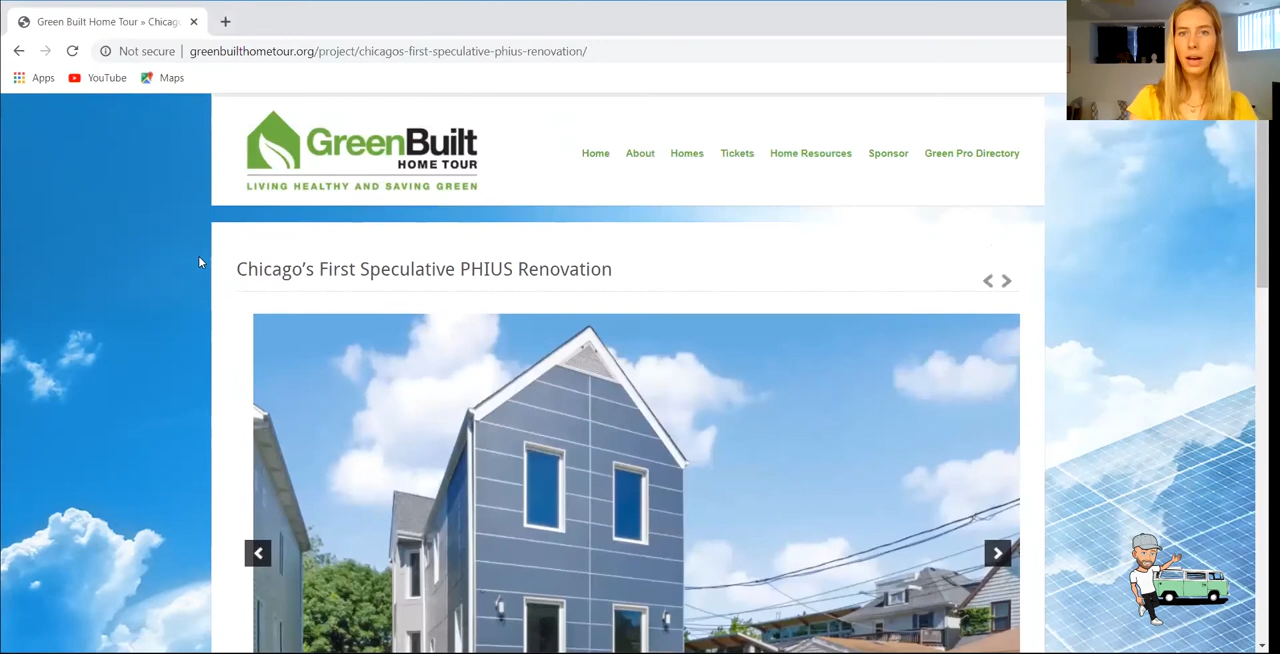 Green Built Home Tour » Chicag
Not secure | greenbuilthometour.org/project/chicagos-first-speculative-phius-renovation/
Apps YouTube Maps
GreenBuilt
HOME TOUR
LIVING HEALTHY AND SAVING GREEN
Home About Homes Tickets Home Resources Sponsor Green Pro Directory
Chicago’s First Speculative PHIUS Renovation